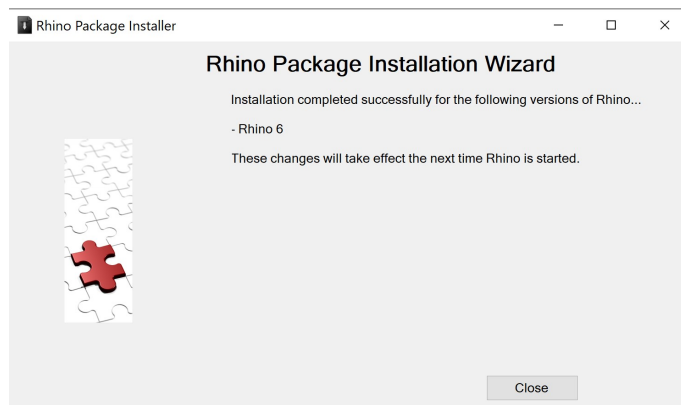 Rhino Package Installer
Rhino Package Installation Wizard
Installation completed successfully for the following versions of Rhino...
- Rhino 6
These changes will take effect the next time Rhino is started.
Close